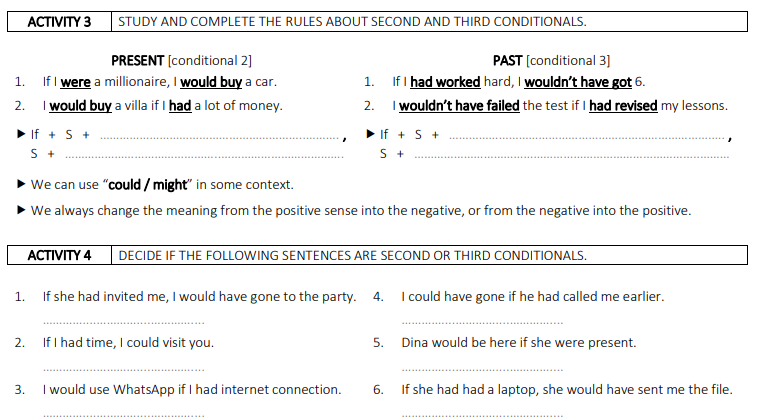 ACTIVITY 3 STUDY AND COMPLETE THE RULES ABOUT SECOND AND THIRD CONDITIONALS.
PRESENT [conditional 2]
1. If I were a millionaire, I would buy a car.
2. I would buy a villa if I had a lot of money.
▶ If + S + ................................................................................,
S + ................................................................................
PAST [conditional 3]
1. If I had worked hard, I wouldn't have got 6.
2. I wouldn't have failed the test if I had revised my lessons.
▶ If + S + ................................................................................,
S + ................................................................................
▶ We can use “could / might” in some context.
▶ We always change the meaning from the positive sense into the negative, or from the negative into the positive.
ACTIVITY 4 DECIDE IF THE FOLLOWING SENTENCES ARE SECOND OR THIRD CONDITIONALS.
1. If she had invited me, I would have gone to the party.
..................................................
2. If I had time, I could visit you.
..................................................
3. I would use WhatsApp if I had internet connection.
..................................................
4. I could have gone if he had called me earlier.
..................................................
5. Dina would be here if she were present.
..................................................
6. If she had had a laptop, she would have sent me the file.
..................................................